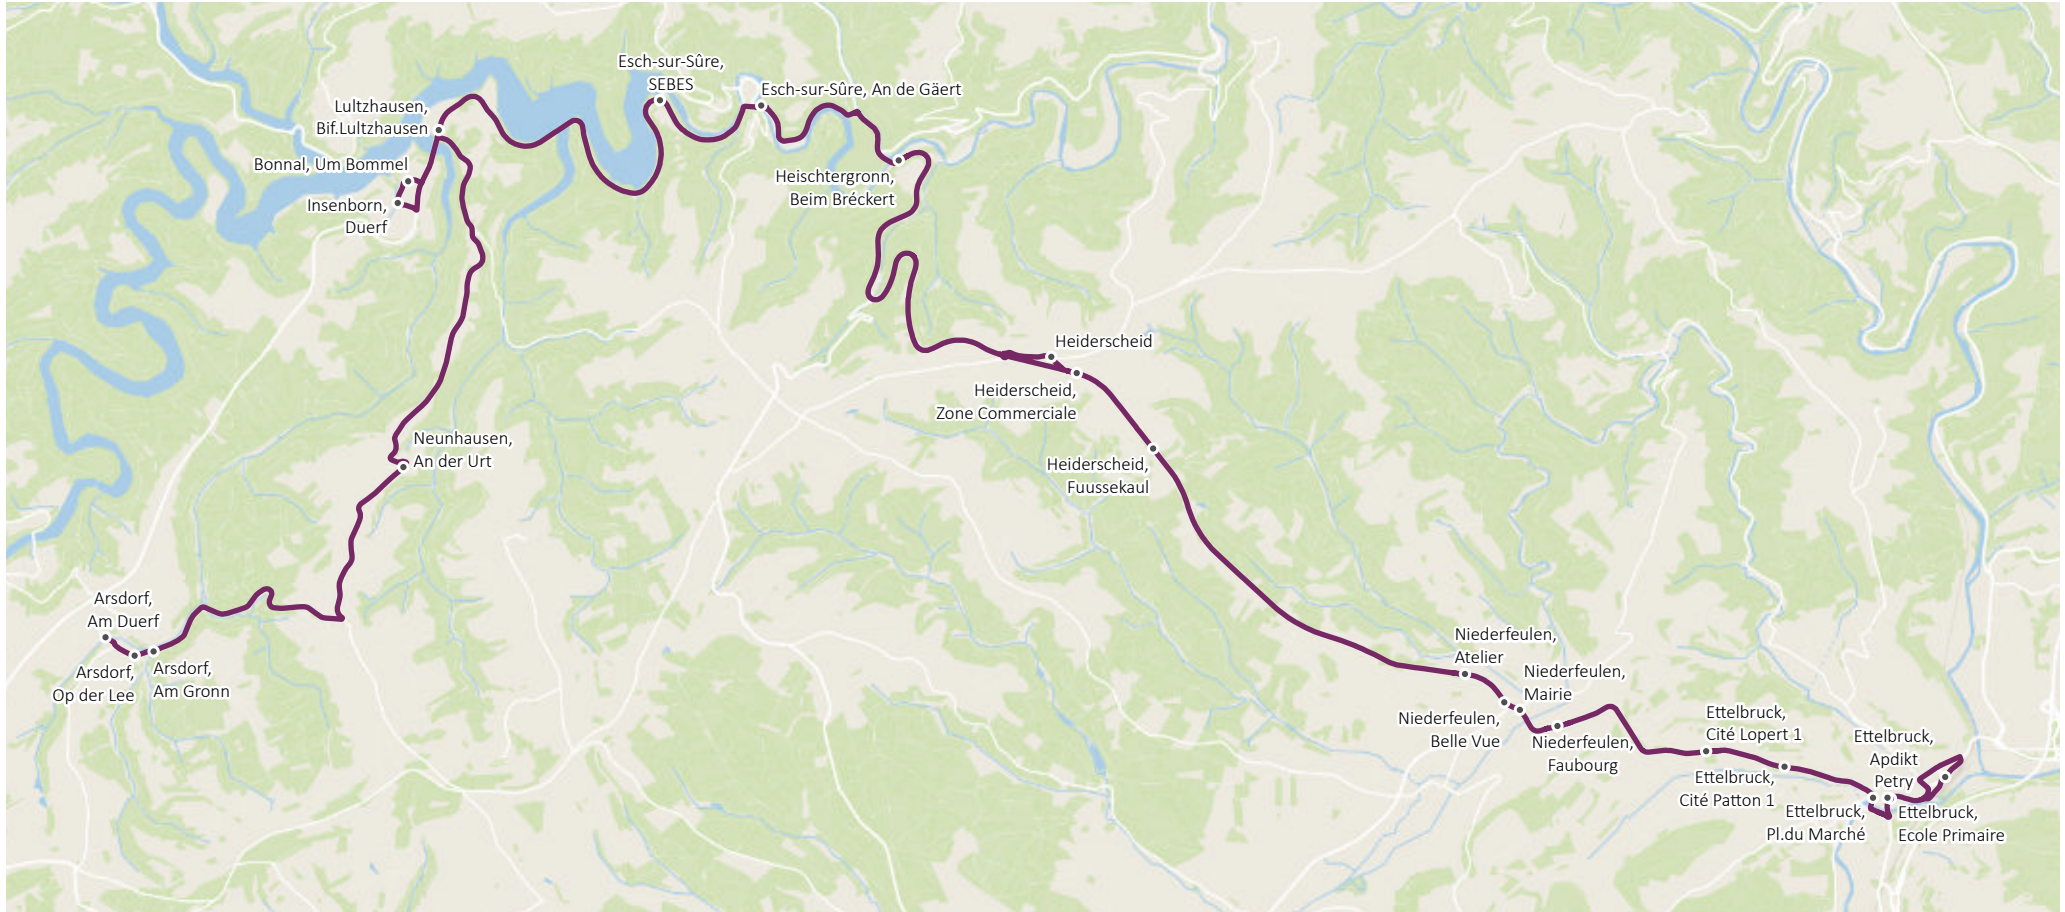 Esch-sur-Sûre,
SEBES
Esch-sur-Sûre, An de Gäert
Lultzhausen,
Bif.Lultzhausen
Bonnal, Um Bommel
Insenborn,
Duerf
Heischtergronn,
Beim Bréckert
Heiderscheid
Heiderscheid,
Zone Commerciale
Neunhausen,
An der Urt
Heiderscheid,
Fuussekaul
Arsdorf,
Am Duerf
Arsdorf,
Op der Lee
Arsdorf,
Am Gronn
Niederfeulen,
Atelier
Niederfeulen,
Mairie
Niederfeulen,
Belle Vue
Niederfeulen,
Faubourg
Ettelbruck,
Cité Lopert 1
Ettelbruck,
Cité Patton 1
Ettelbruck,
Apdikt
Petry
Ettelbruck,
Pl.du Marché
Ettelbruck,
Ecole Primaire